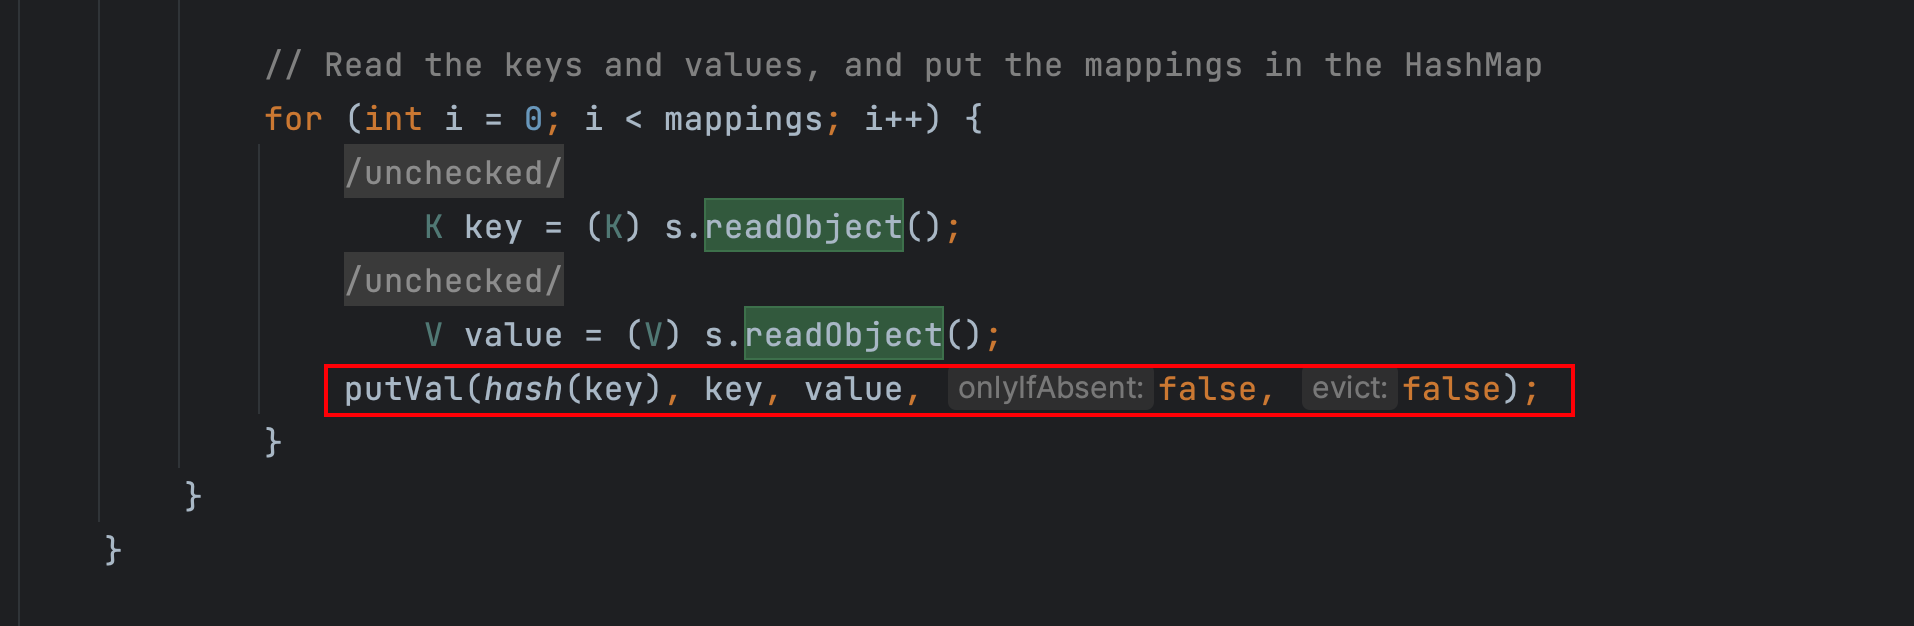 // Read the keys and values, and put the mappings in the HashMap
for (int i = 0; i < mappings; i++) {
/unchecked/
K key = (K) s.readObject();
/unchecked/
V value = (V) s.readObject();
putVal(hash(key), key, value, onlyIfAbsent: false, evict: false);
}
}
}